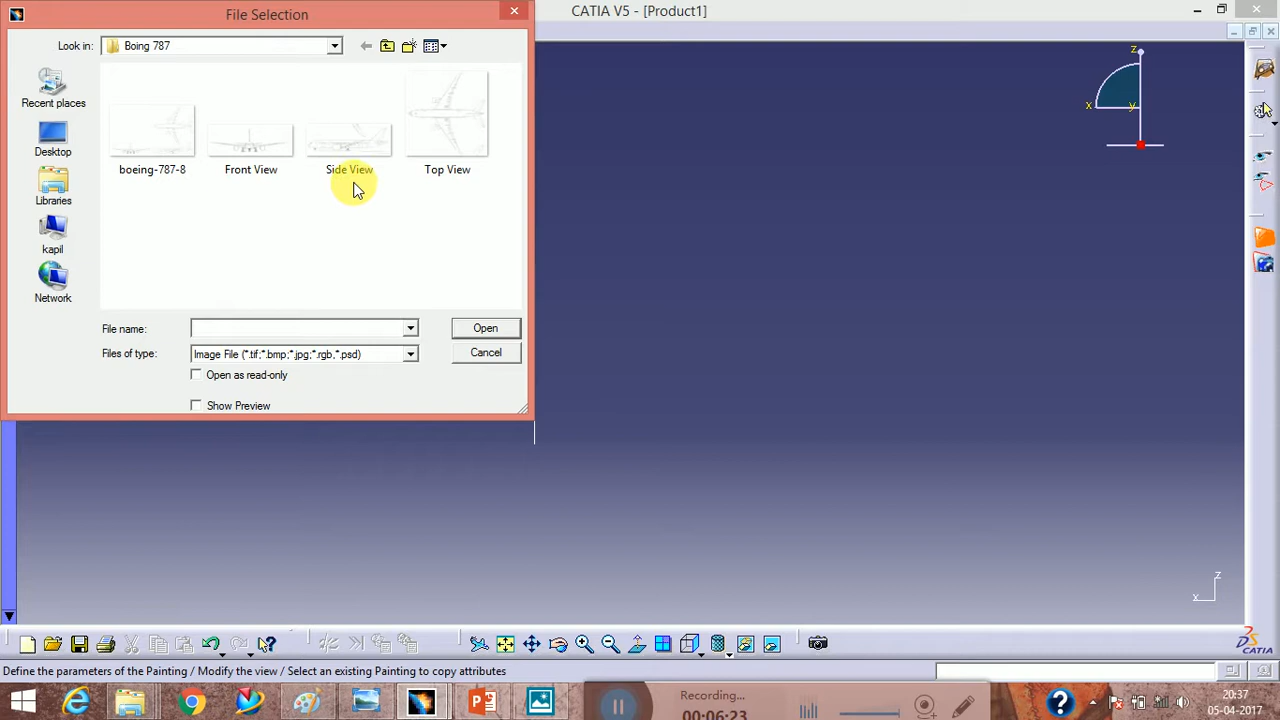 File Selection
CATIA V5 - [Product1]
Look in:
Boing 787
Recent places
Desktop
Libraries
kapil
Network
boeing-787-8
Front View
Side View
Top View
File name:
Open
Files of type:
Image File (*.tif;*.bmp;*.jpg;*.rgb,*.psd)
Cancel
Open as read-only
Show Preview
z
x
y
z
x
CATIA
Define the parameters of the Painting / Modify the view / Select an existing Painting to copy attributes
Recording...
00:06:23
20:37
05-04-2017